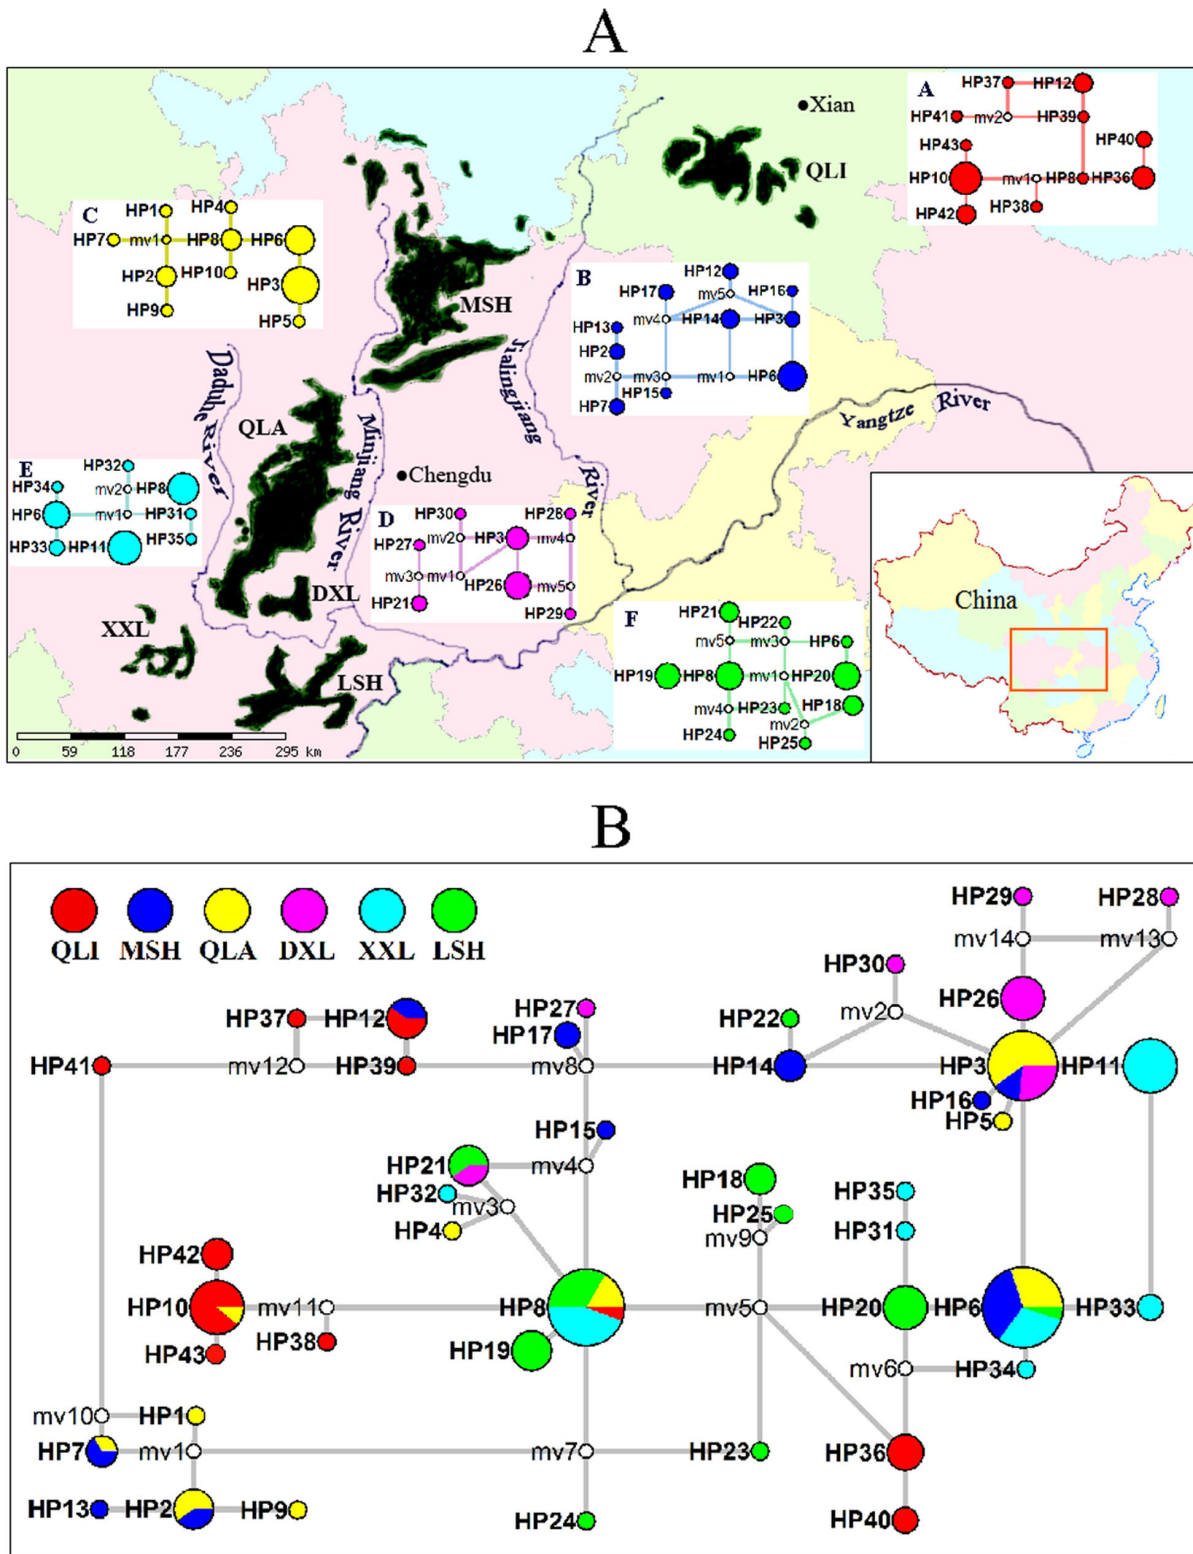 A
Xian
QLI
A
HP37
HP12
HP41
mv2
HP39
HP43
HP40
HP10
mv1
HP8
HP36
HP42
HP38
C
HP1
HP4
HP7
mv1
HP8
HP6
HP2
HP10
HP3
HP9
HP5
MSH
B
HP12
HP17
mv5
HP16
HP13
mv4
HP14
HP3
HP2
mv2
mv3
mv1
HP6
HP15
HP7
Daduhe River
Minjiang River
Jialingjiang River
Yangtze River
QLA
Chengdu
E
HP32
HP34
mv2
HP8
HP6
mv1
HP31
HP33
HP11
HP35
D
HP30
HP28
HP27
mv2
HP3
mv4
mv3
mv1
HP26
mv5
HP21
HP29
DXL
XXL
LSH
F
HP21
HP22
mv5
mv3
HP6
HP19
HP8
mv1
HP20
mv4
HP23
HP18
mv2
HP24
HP25
China
0 59 118 177 236 295 km
B
QLI MSH QLA DXL XXL LSH
HP29 HP28
mv14 mv13
HP30
HP26
HP37 HP12 HP27 mv2
HP17 HP22
HP41 mv12 HP39 mv8 HP14 HP3 HP11
HP16
HP5
HP15
HP21 mv4
HP18 HP35
HP32
mv3
HP25
HP4 HP31
mv9
HP42
HP10 mv11 HP8 mv5 HP20 HP6 HP33
HP38
HP43 HP19
mv6 HP34
mv10 HP1
HP7 mv1 mv7 HP23 HP36
HP13 HP2 HP9
HP24 HP40